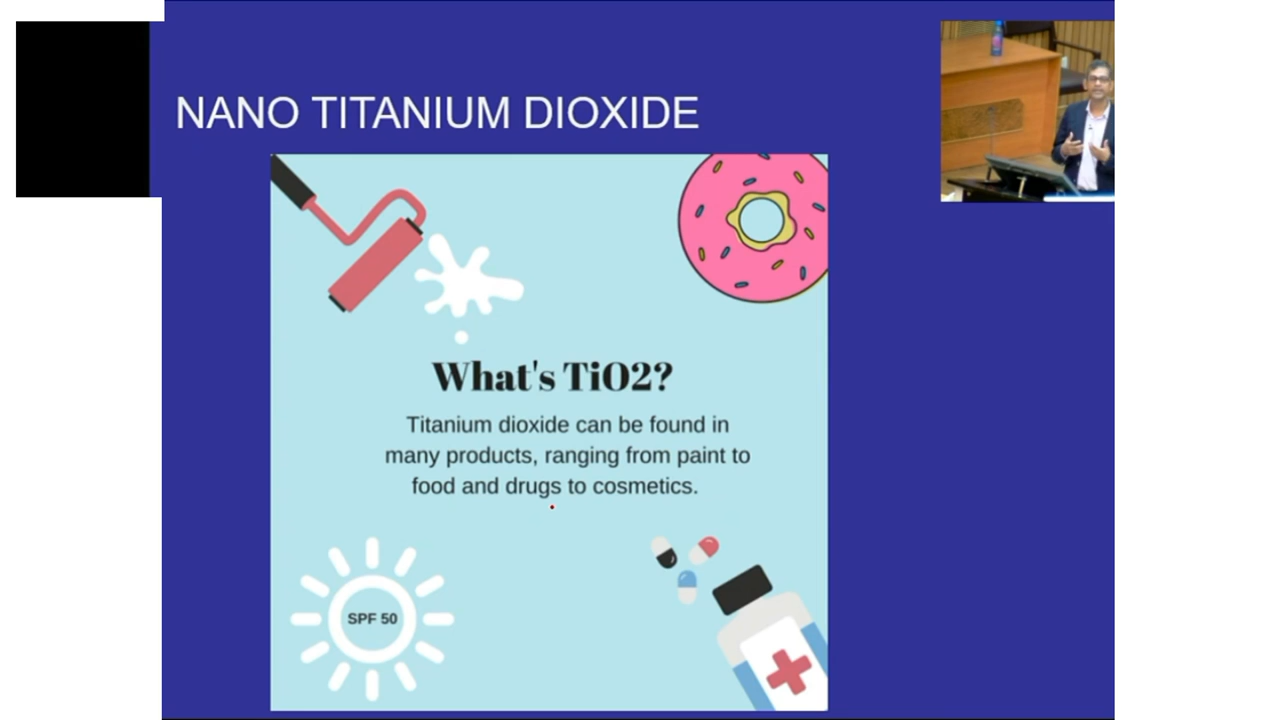 NANO TITANIUM DIOXIDE
What's TiO2?
Titanium dioxide can be found in
many products, ranging from paint to
food and drugs to cosmetics.
SPF 50